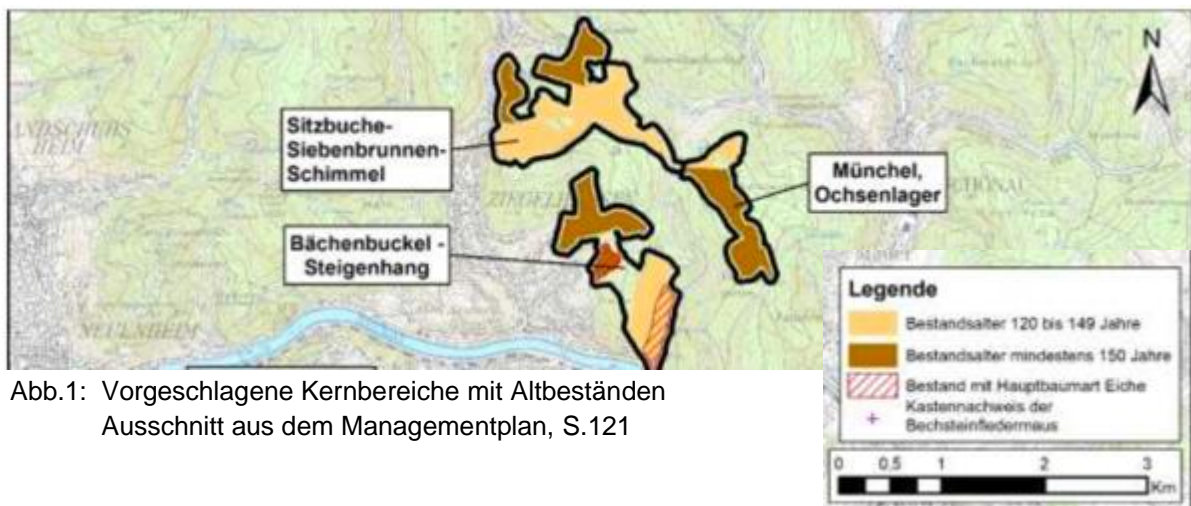 N
Sitzbuche-
Siebenbrunnen-
Schimmel
Münchel,
Ochsenlager
Bächenbuckel -
Steigenhang
Legende
Bestandsalter 120 bis 149 Jahre
Bestandsalter mindestens 150 Jahre
Bestand mit Hauptbaumart Eiche
Kastennachweis der
Bechsteinfledermaus
0 0,5 1 2 3
Km
Abb.1: Vorgeschlagene Kernbereiche mit Altbeständen
Ausschnitt aus dem Managementplan, S.121